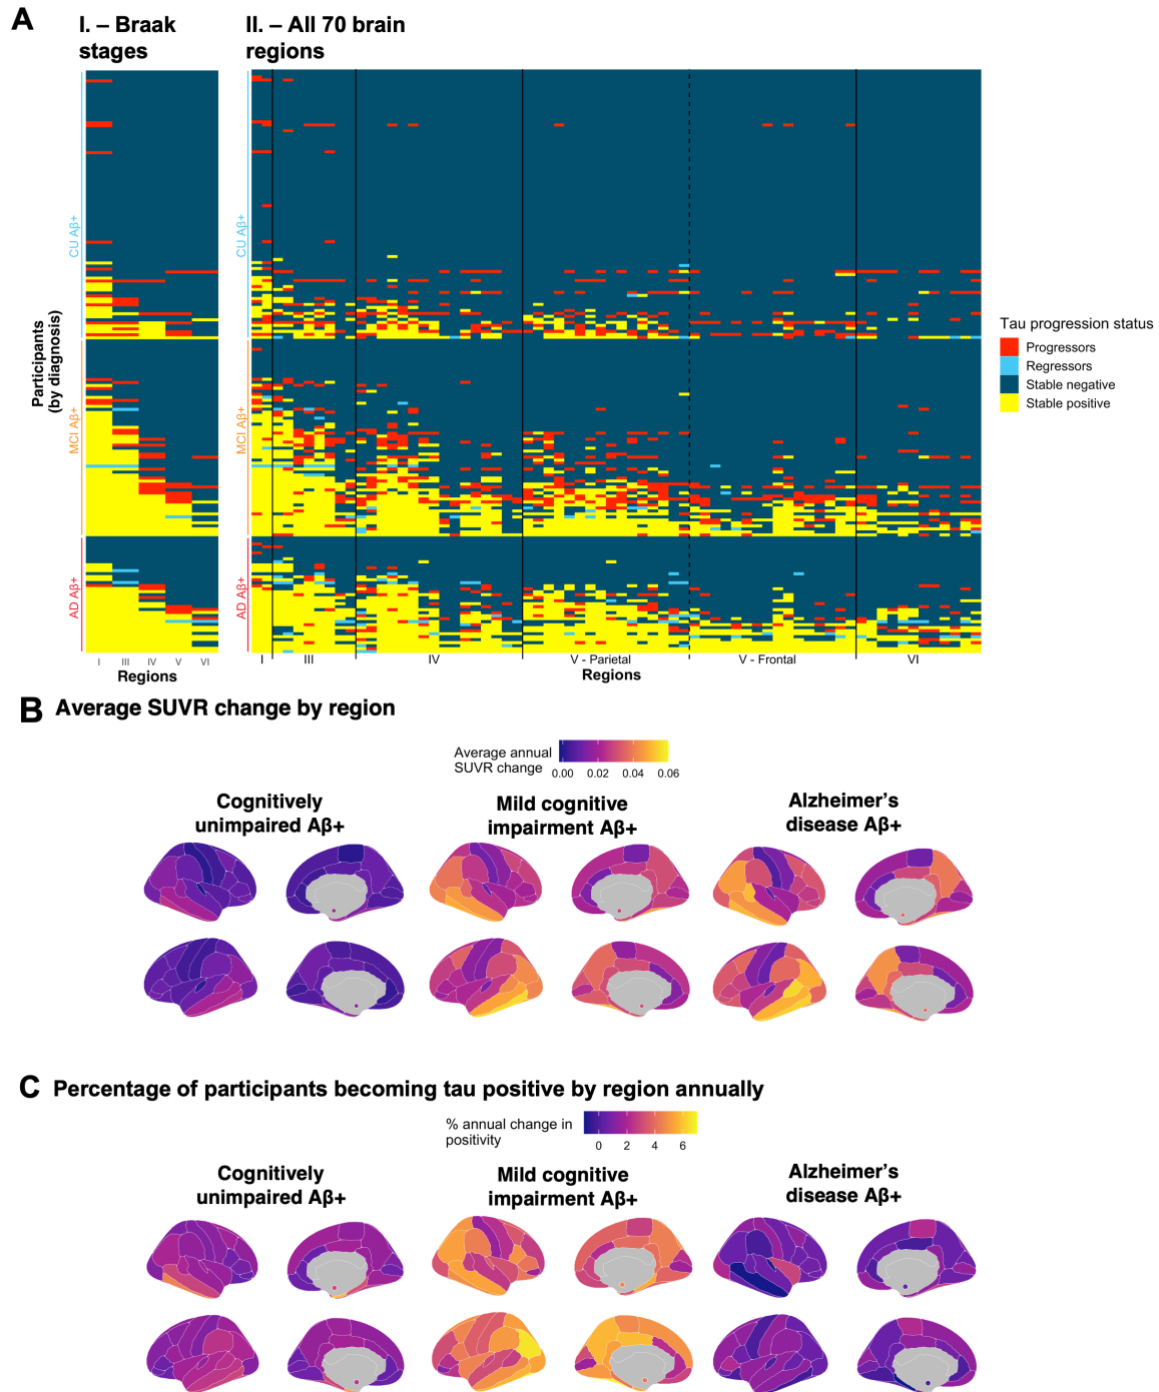 A
I. – Braak
stages
II. – All 70 brain
regions
Participants
(by diagnosis)
CU Aβ+
MCI Aβ+
AD Aβ+
CU Aβ+
MCI Aβ+
AD Aβ+
I III IV V VI
Regions
I III IV V - Parietal V - Frontal VI
Regions
Tau progression status
Progressors
Regressors
Stable negative
Stable positive
B Average SUVR change by region
Average annual
SUVR change
0.00 0.02 0.04 0.06
Cognitively
unimpaired Aβ+
Mild cognitive
impairment Aβ+
Alzheimer's
disease Aβ+
C Percentage of participants becoming tau positive by region annually
% annual change in
positivity
0 2 4 6
Cognitively
unimpaired Aβ+
Mild cognitive
impairment Aβ+
Alzheimer's
disease Aβ+